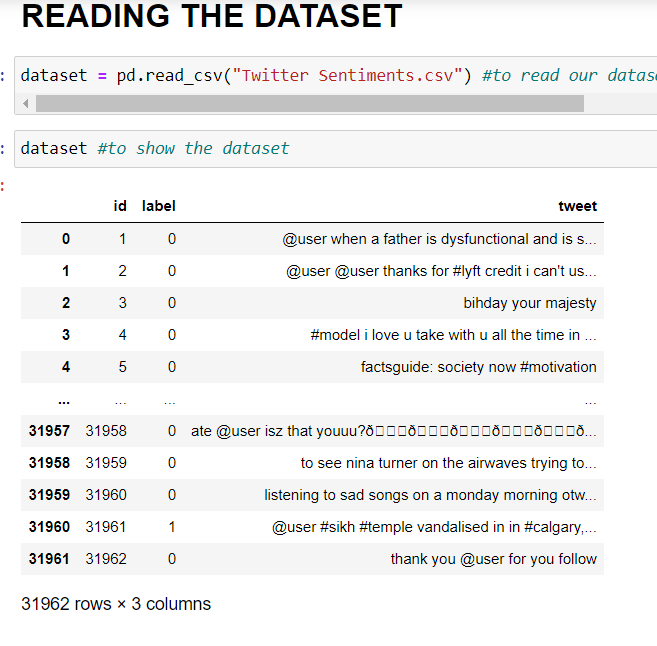 READING THE DATASET
: dataset = pd.read_csv("Twitter Sentiments.csv") #to read our datas
: dataset #to show the dataset
:
id label tweet
0 1 0 @user when a father is dysfunctional and is s...
1 2 0 @user @user thanks for #lyft credit i can't us...
2 3 0 bihday your majesty
3 4 0 #model i love u take with u all the time in ...
4 5 0 factsguide: society now #motivation
... ... ... ...
31957 31958 0 ate @user isz that youuu?ð▯▯▯ð▯▯▯ð▯▯▯ð▯▯▯ð▯▯▯ð...
31958 31959 0 to see nina turner on the airwaves trying to...
31959 31960 0 listening to sad songs on a monday morning otw...
31960 31961 1 @user #sikh #temple vandalised in in #calgary,...
31961 31962 0 thank you @user for you follow
31962 rows × 3 columns